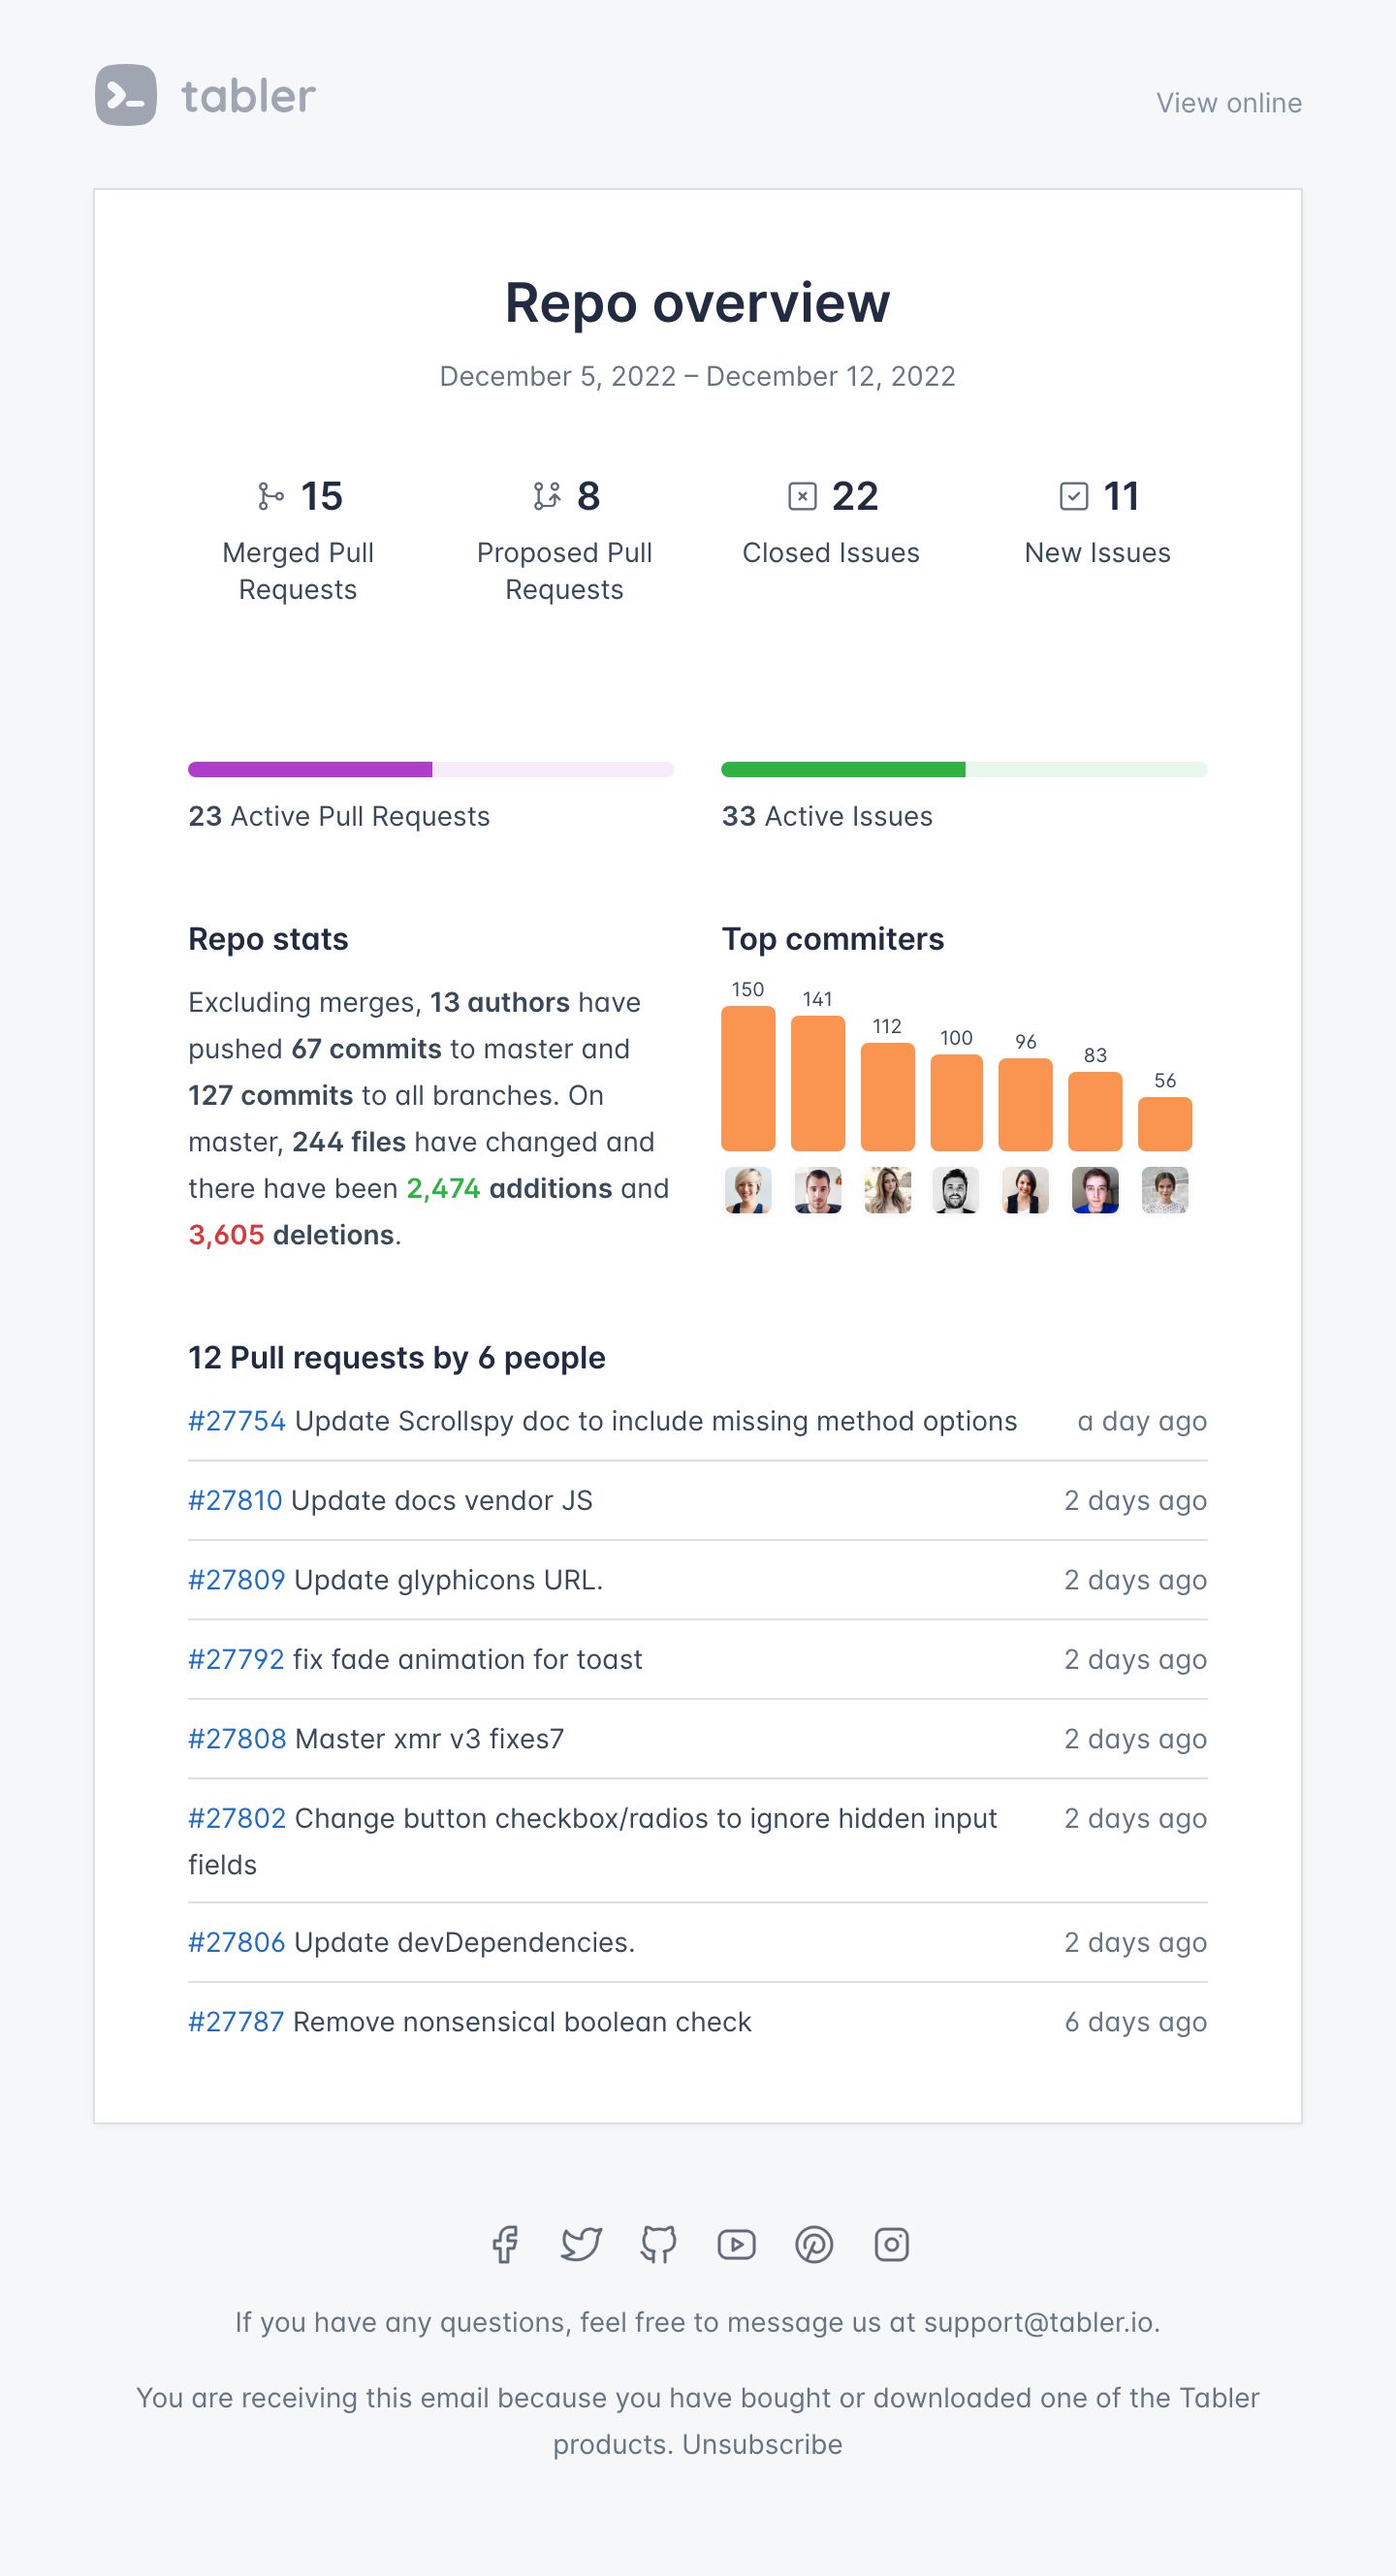 tabler
View online
Repo overview
December 5, 2022 – December 12, 2022
15
Merged Pull
Requests
8
Proposed Pull
Requests
22
Closed Issues
11
New Issues
23 Active Pull Requests
33 Active Issues
Repo stats
Excluding merges, 13 authors have
pushed 67 commits to master and
127 commits to all branches. On
master, 244 files have changed and
there have been 2,474 additions and
3,605 deletions.
Top commiters
150
141
112
100
96
83
56
12 Pull requests by 6 people
#27754 Update Scrollspy doc to include missing method options a day ago
#27810 Update docs vendor JS 2 days ago
#27809 Update glyphicons URL. 2 days ago
#27792 fix fade animation for toast 2 days ago
#27808 Master xmr v3 fixes7 2 days ago
#27802 Change button checkbox/radios to ignore hidden input 2 days ago
fields
#27806 Update devDependencies. 2 days ago
#27787 Remove nonsensical boolean check 6 days ago
If you have any questions, feel free to message us at support@tabler.io.
You are receiving this email because you have bought or downloaded one of the Tabler
products. Unsubscribe